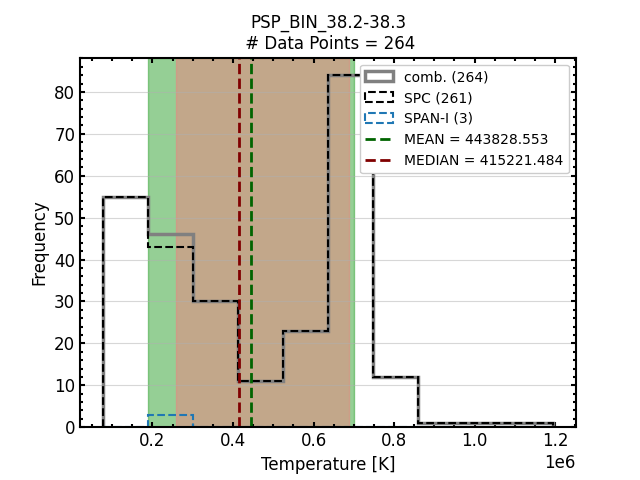 PSP_BIN_38.2-38.3
# Data Points = 264
comb. (264)
SPC (261)
SPAN-I (3)
MEAN = 443828.553
MEDIAN = 415221.484
Frequency
80
70
60
50
40
30
20
10
0
0.2 0.4 0.6 0.8 1.0 1.2
1e6
Temperature [K]